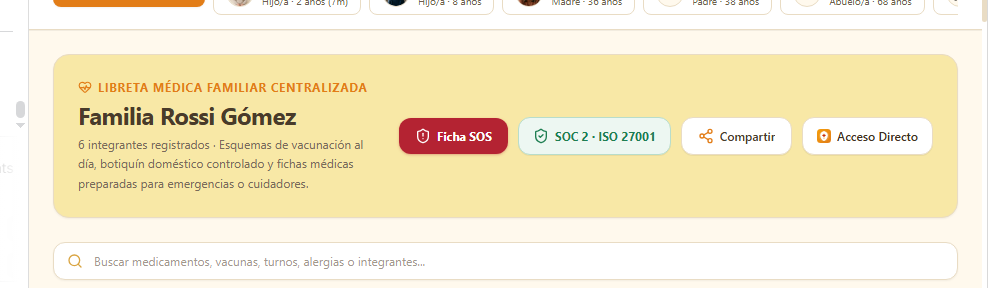 Hijo/a · 2 años (7m)
Hijo/a · 8 años
Madre · 36 años
Padre · 38 años
Abuelo/a · 68 años
LIBRETA MÉDICA FAMILIAR CENTRALIZADA
Familia Rossi Gómez
6 integrantes registrados · Esquemas de vacunación al
día, botiquín doméstico controlado y fichas médicas
preparadas para emergencias o cuidadores.
Ficha SOS
SOC 2 · ISO 27001
Compartir
Acceso Directo
Buscar medicamentos, vacunas, turnos, alergias o integrantes...